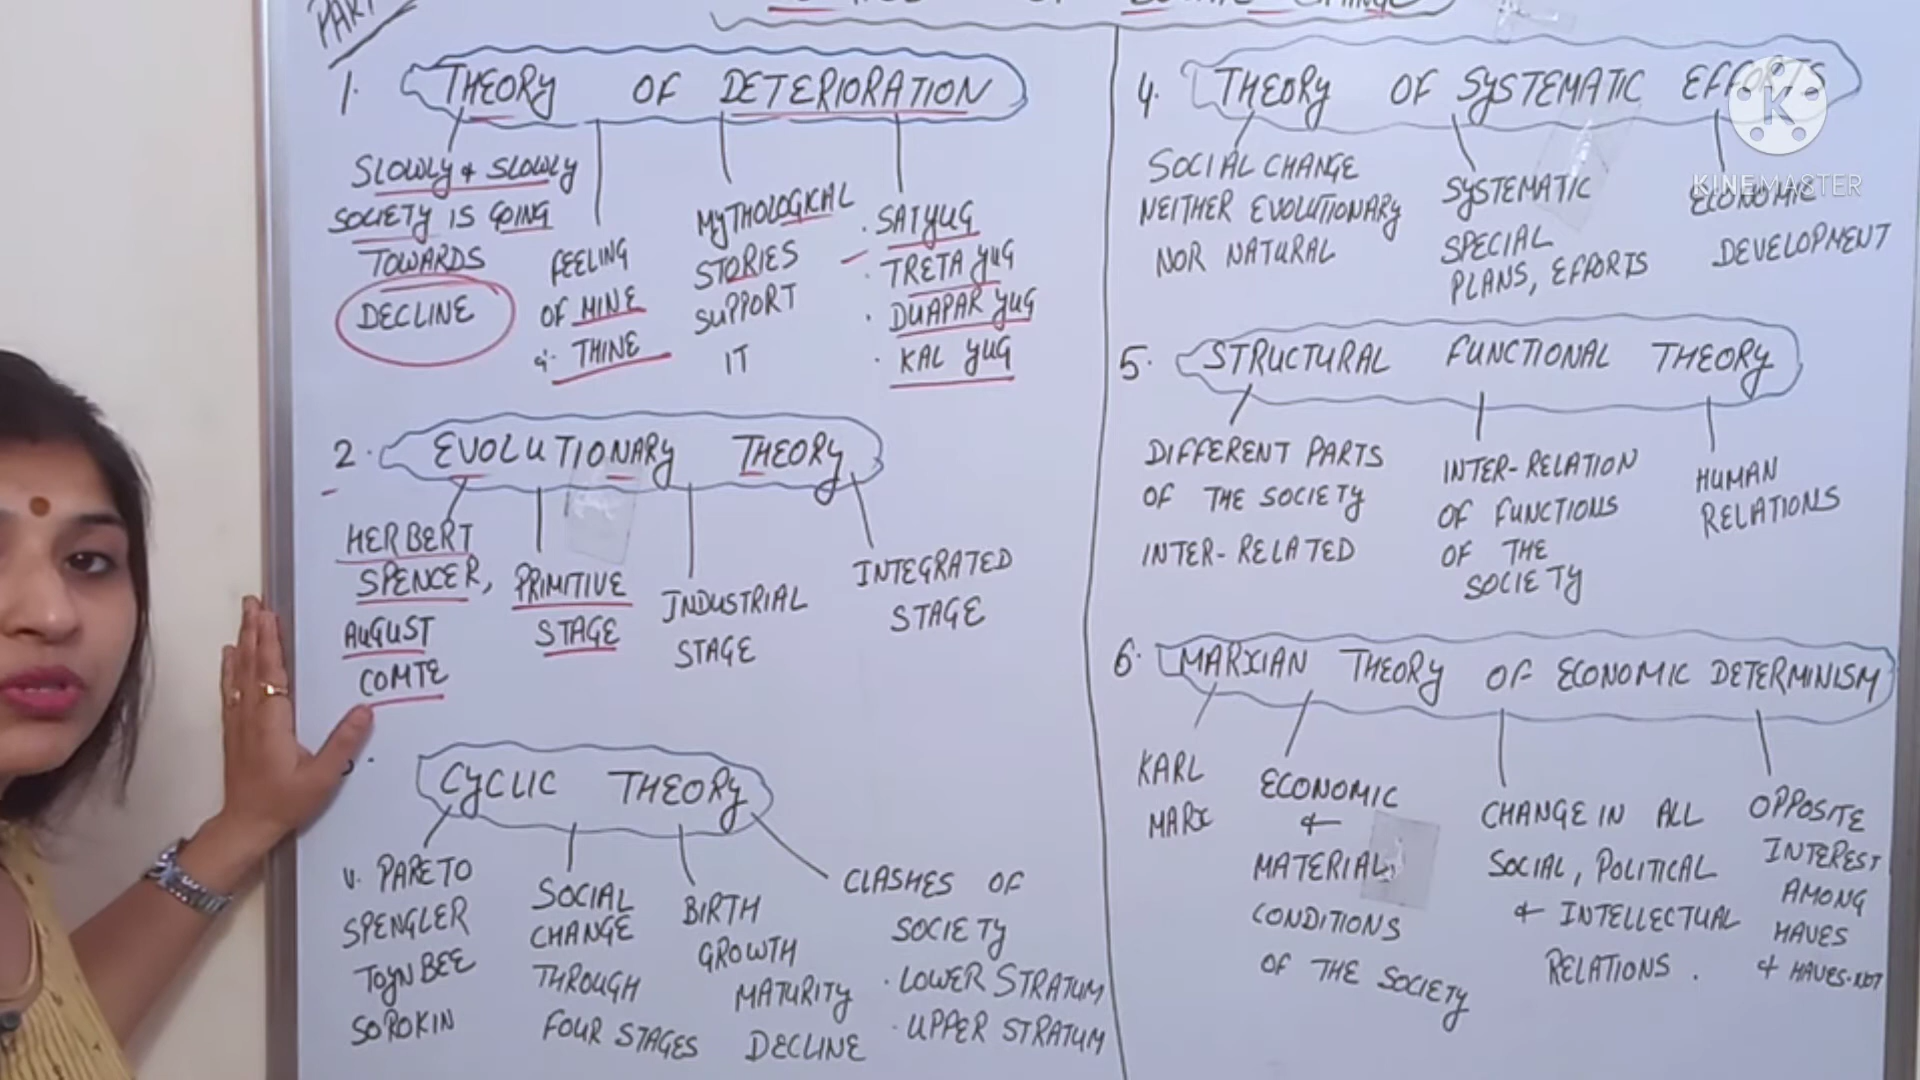 PART
OF SOCIAL CHANGE
1. THEORY OF DETERIORATION
SLOWLY & SLOWLY
SOCIETY IS GOING
TOWARDS
DECLINE
FEELING
OF MINE
& THINE
MYTHOLOGICAL
STORIES
SUPPORT
IT
· SATYUG
· TRETA YUG
· DUAPAR YUG
· KAL YUG
2. EVOLUTIONARY THEORY
HERBERT
SPENCER,
AUGUST
COMTE
PRIMITIVE
STAGE
INDUSTRIAL
STAGE
INTEGRATED
STAGE
CYCLIC THEORY
V. PARETO
SPENGLER
TOYNBEE
SOROKIN
SOCIAL
CHANGE
THROUGH
FOUR STAGES
BIRTH
GROWTH
MATURITY
DECLINE
CLASHES OF
SOCIETY
· LOWER STRATUM
· UPPER STRATUM
4. THEORY OF SYSTEMATIC EFFORTS
SOCIAL CHANGE
NEITHER EVOLUTIONARY
NOR NATURAL
SYSTEMATIC
SPECIAL
PLANS, EFFORTS
ECONOMIC
DEVELOPMENT
5. STRUCTURAL FUNCTIONAL THEORY
DIFFERENT PARTS
OF THE SOCIETY
INTER-RELATED
INTER-RELATION
OF FUNCTIONS
OF THE
SOCIETY
HUMAN
RELATIONS
6. MARXIAN THEORY OF ECONOMIC DETERMINISM
KARL
MARX
ECONOMIC
&
MATERIAL
CONDITIONS
OF THE SOCIETY
CHANGE IN ALL
SOCIAL, POLITICAL
& INTELLECTUAL
RELATIONS.
OPPOSITE
INTEREST
AMONG
HAVES
& HAVES-NOT
K
KINEMASTER